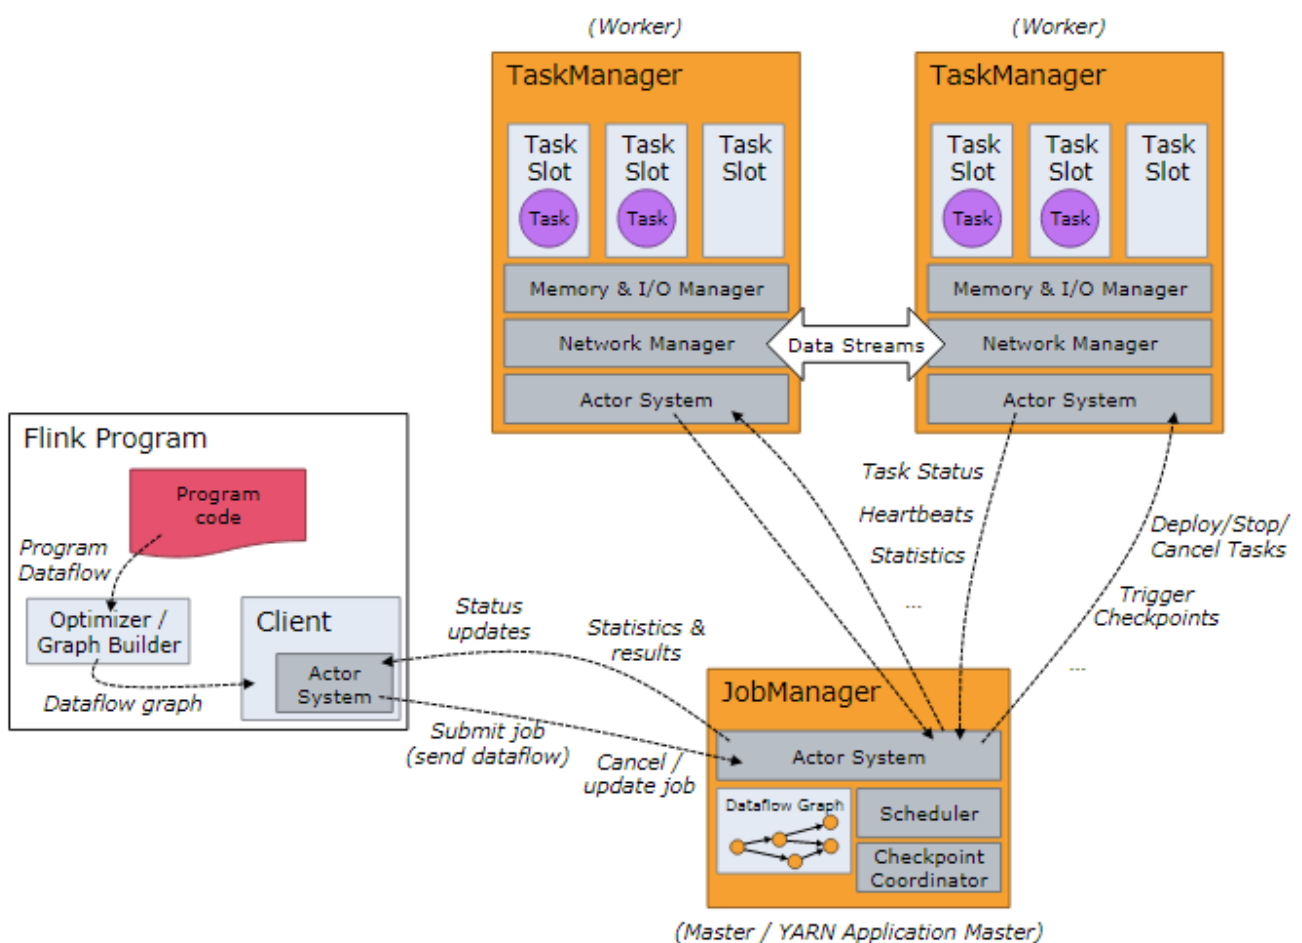 (Worker)
TaskManager
Task
Slot
Task
Task
Slot
Task
Task
Slot
Memory & I/O Manager
Network Manager
Actor System
(Worker)
TaskManager
Task
Slot
Task
Task
Slot
Task
Task
Slot
Memory & I/O Manager
Network Manager
Actor System
Data Streams
Flink Program
Program
code
Program
Dataflow
Optimizer /
Graph Builder
Dataflow graph
Client
Actor
System
Status
updates
Statistics &
results
Submit job
(send dataflow)
Cancel /
update job
Task Status
Heartbeats
Statistics
...
Deploy/Stop/
Cancel Tasks
Trigger
Checkpoints
...
JobManager
Actor System
Dataflow Graph
Scheduler
Checkpoint
Coordinator
(Master / YARN Application Master)